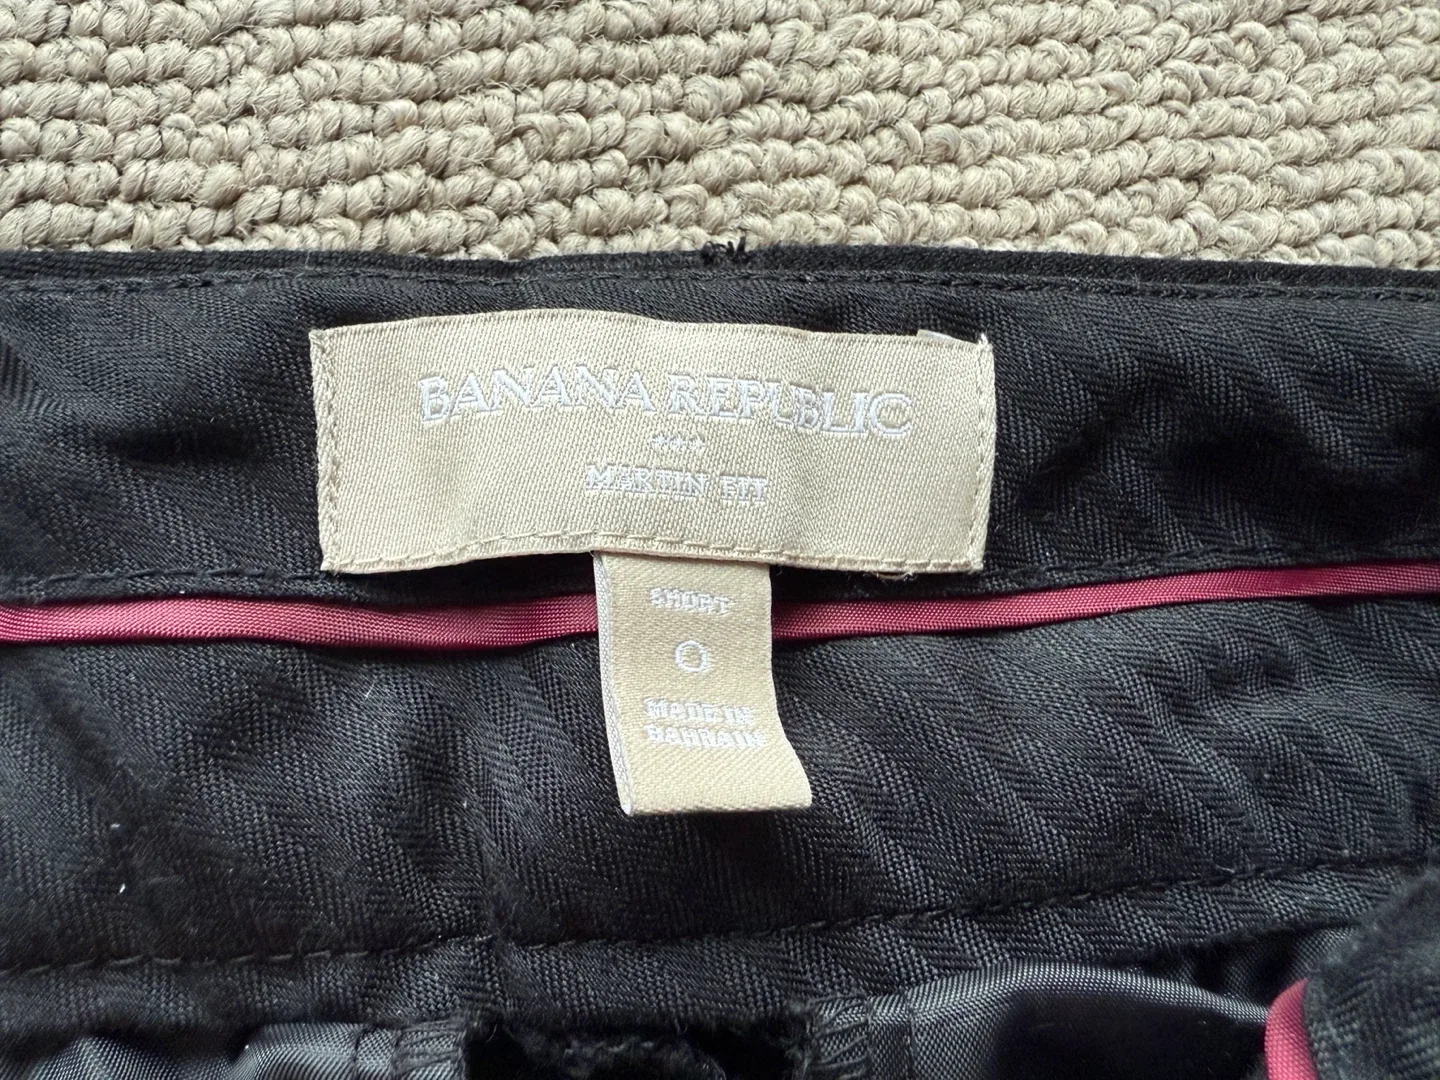 BANANA REPUBLIC
***
MARTIN FIT
SHORT
0
MADE IN
BAHRAIN